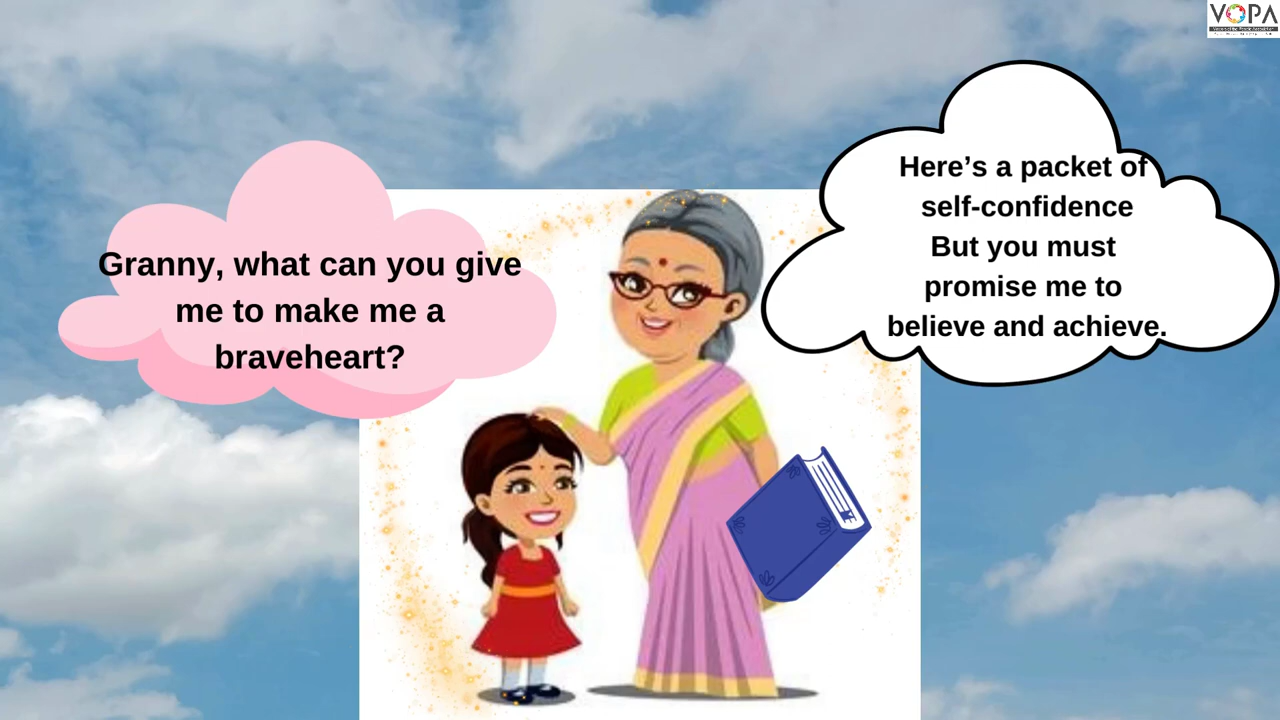 VOPA
Granny, what can you give
me to make me a
braveheart?
Here’s a packet of
self-confidence
But you must
promise me to
believe and achieve.